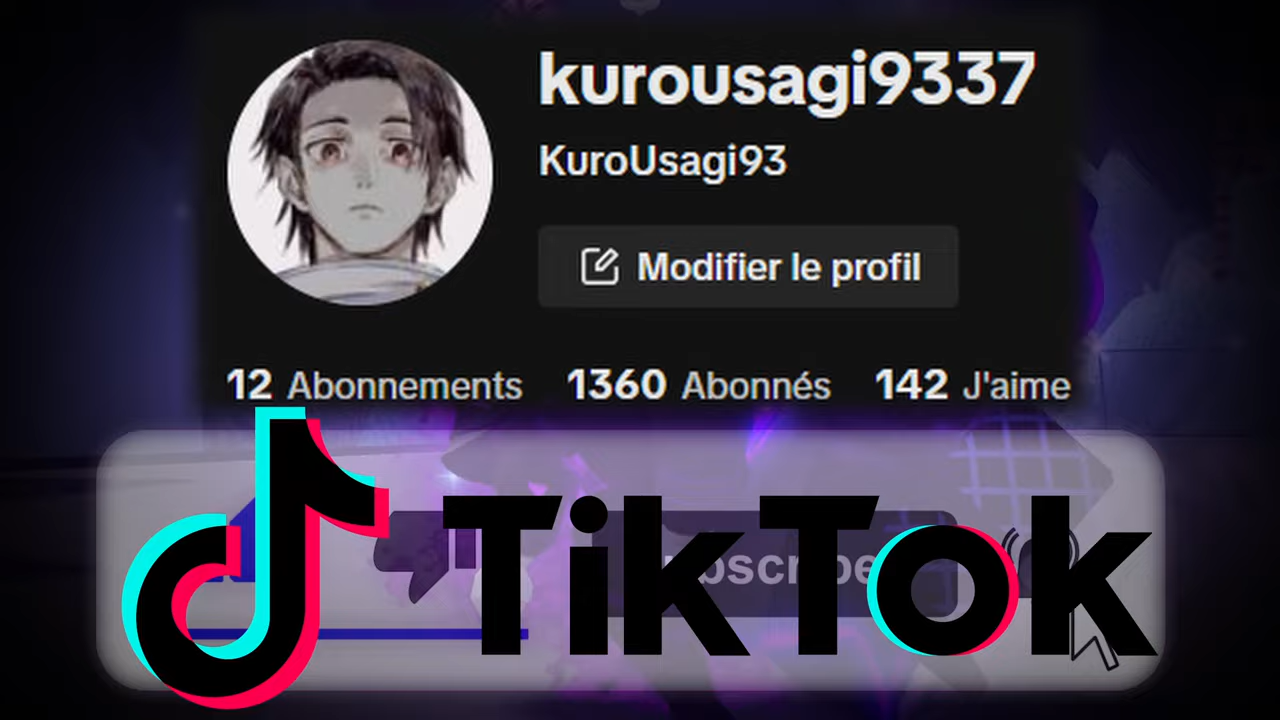 kurousagi9337
KuroUsagi93
Modifier le profil
12 Abonnements 1360 Abonnés 142 J'aime
TikTok